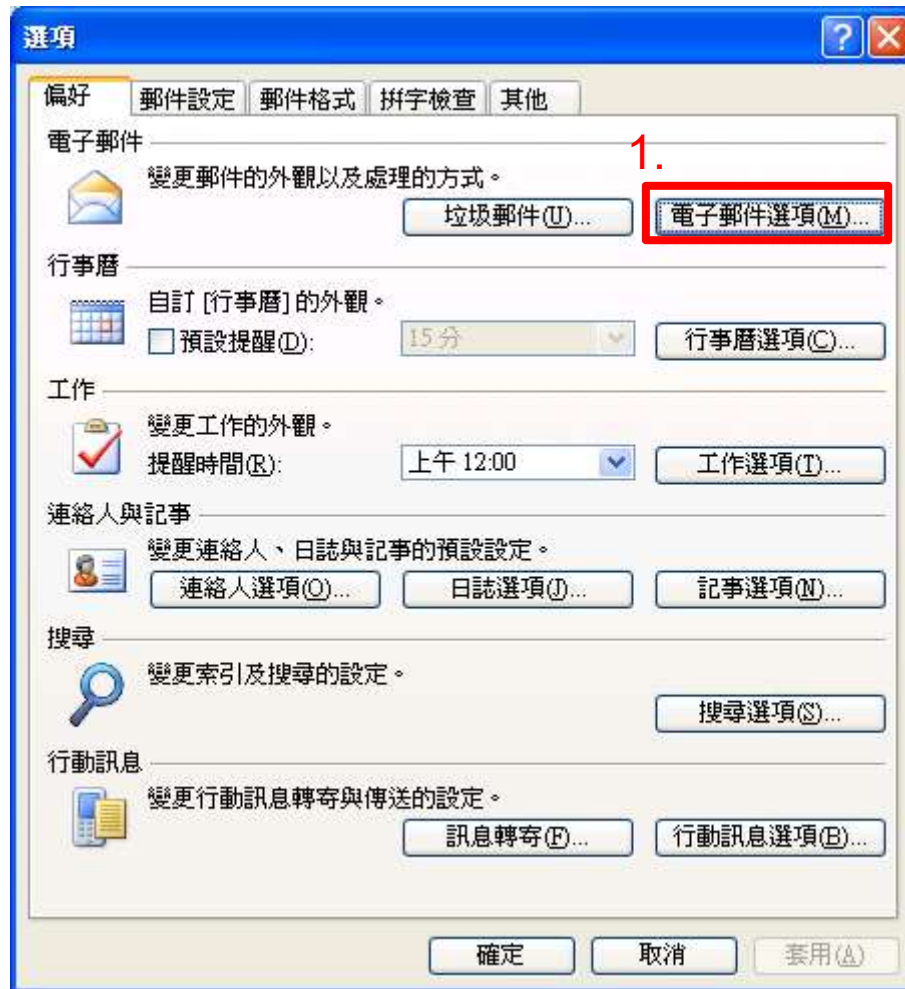 選項
偏好 郵件設定 郵件格式 拼字檢查 其他
電子郵件
1.
變更郵件的外觀以及處理的方式。
垃圾郵件(U)... 電子郵件選項(M)...
行事曆
自訂 [行事曆] 的外觀。
預設提醒(D): 15 分 行事曆選項(C)...
工作
變更工作的外觀。
提醒時間(R): 上午 12:00 工作選項(T)...
連絡人與記事
變更連絡人、日誌與記事的預設設定。
連絡人選項(O)... 日誌選項(J)... 記事選項(N)...
搜尋
變更索引及搜尋的設定。
搜尋選項(S)...
行動訊息
變更行動訊息轉寄與傳送的設定。
訊息轉寄(F)... 行動訊息選項(B)...
確定 取消 套用(A)